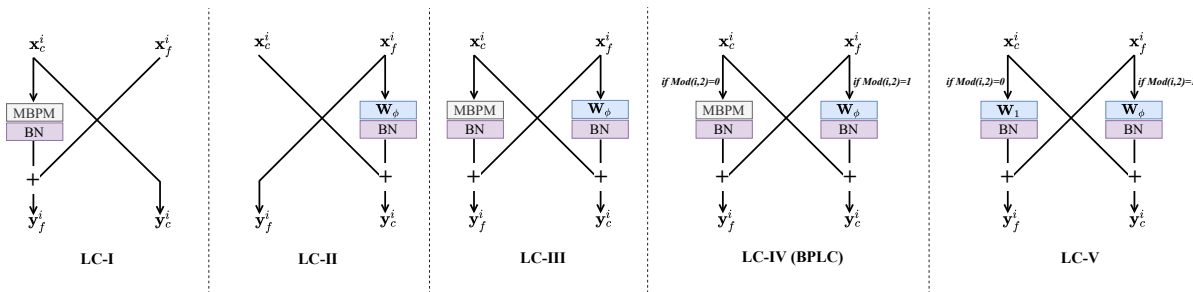 x_c^i x_f^i
MBPM
BN
+
y_f^i y_c^i
LC-I
x_c^i x_f^i
W_ϕ
BN
+
y_f^i y_c^i
LC-II
x_c^i x_f^i
MBPM W_ϕ
BN BN
+ +
y_f^i y_c^i
LC-III
x_c^i x_f^i
if Mod(i,2)=0 if Mod(i,2)=1
MBPM W_ϕ
BN BN
+ +
y_f^i y_c^i
LC-IV (BPLC)
x_c^i x_f^i
if Mod(i,2)=0 if Mod(i,2)=
W_1 W_ϕ
BN BN
+ +
y_f^i y_c^i
LC-V